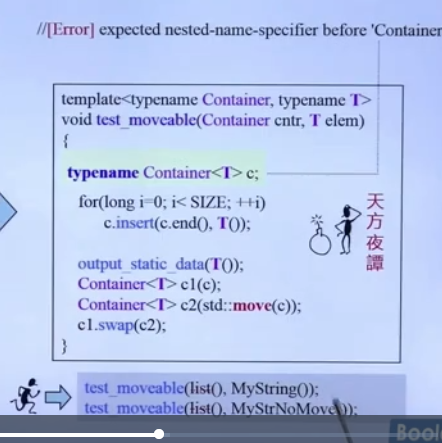 //[Error] expected nested-name-specifier before 'Container
template<typename Container, typename T>
void test_moveable(Container cntr, T elem)
{
typename Container<T> c;
for(long i=0; i< SIZE; ++i)
c.insert(c.end(), T());
天方夜譚
output_static_data(T());
Container<T> c1(c);
Container<T> c2(std::move(c));
c1.swap(c2);
}
test_moveable(list(), MyString());
test_moveable(list(), MyStrNoMove());
Bool